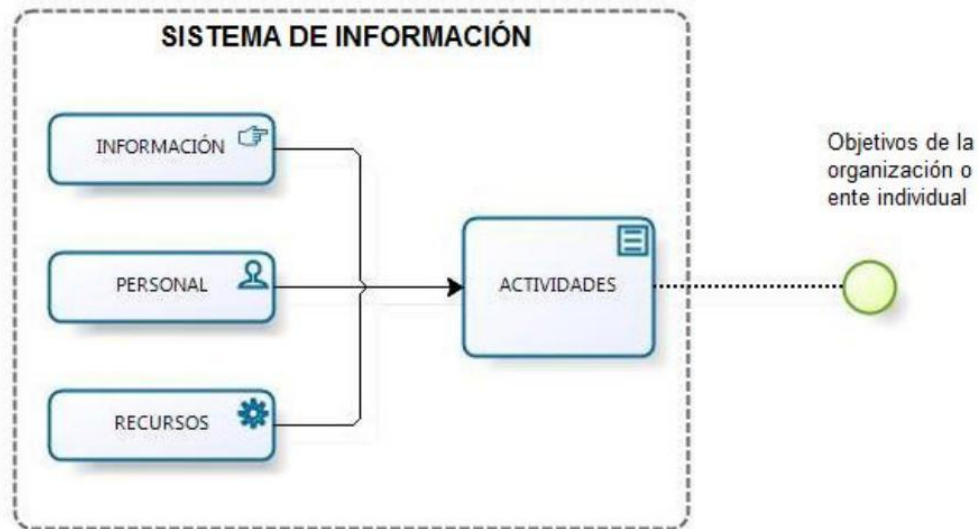 SISTEMA DE INFORMACIÓN
INFORMACIÓN
PERSONAL
RECURSOS
ACTIVIDADES
Objetivos de la
organización o
ente individual